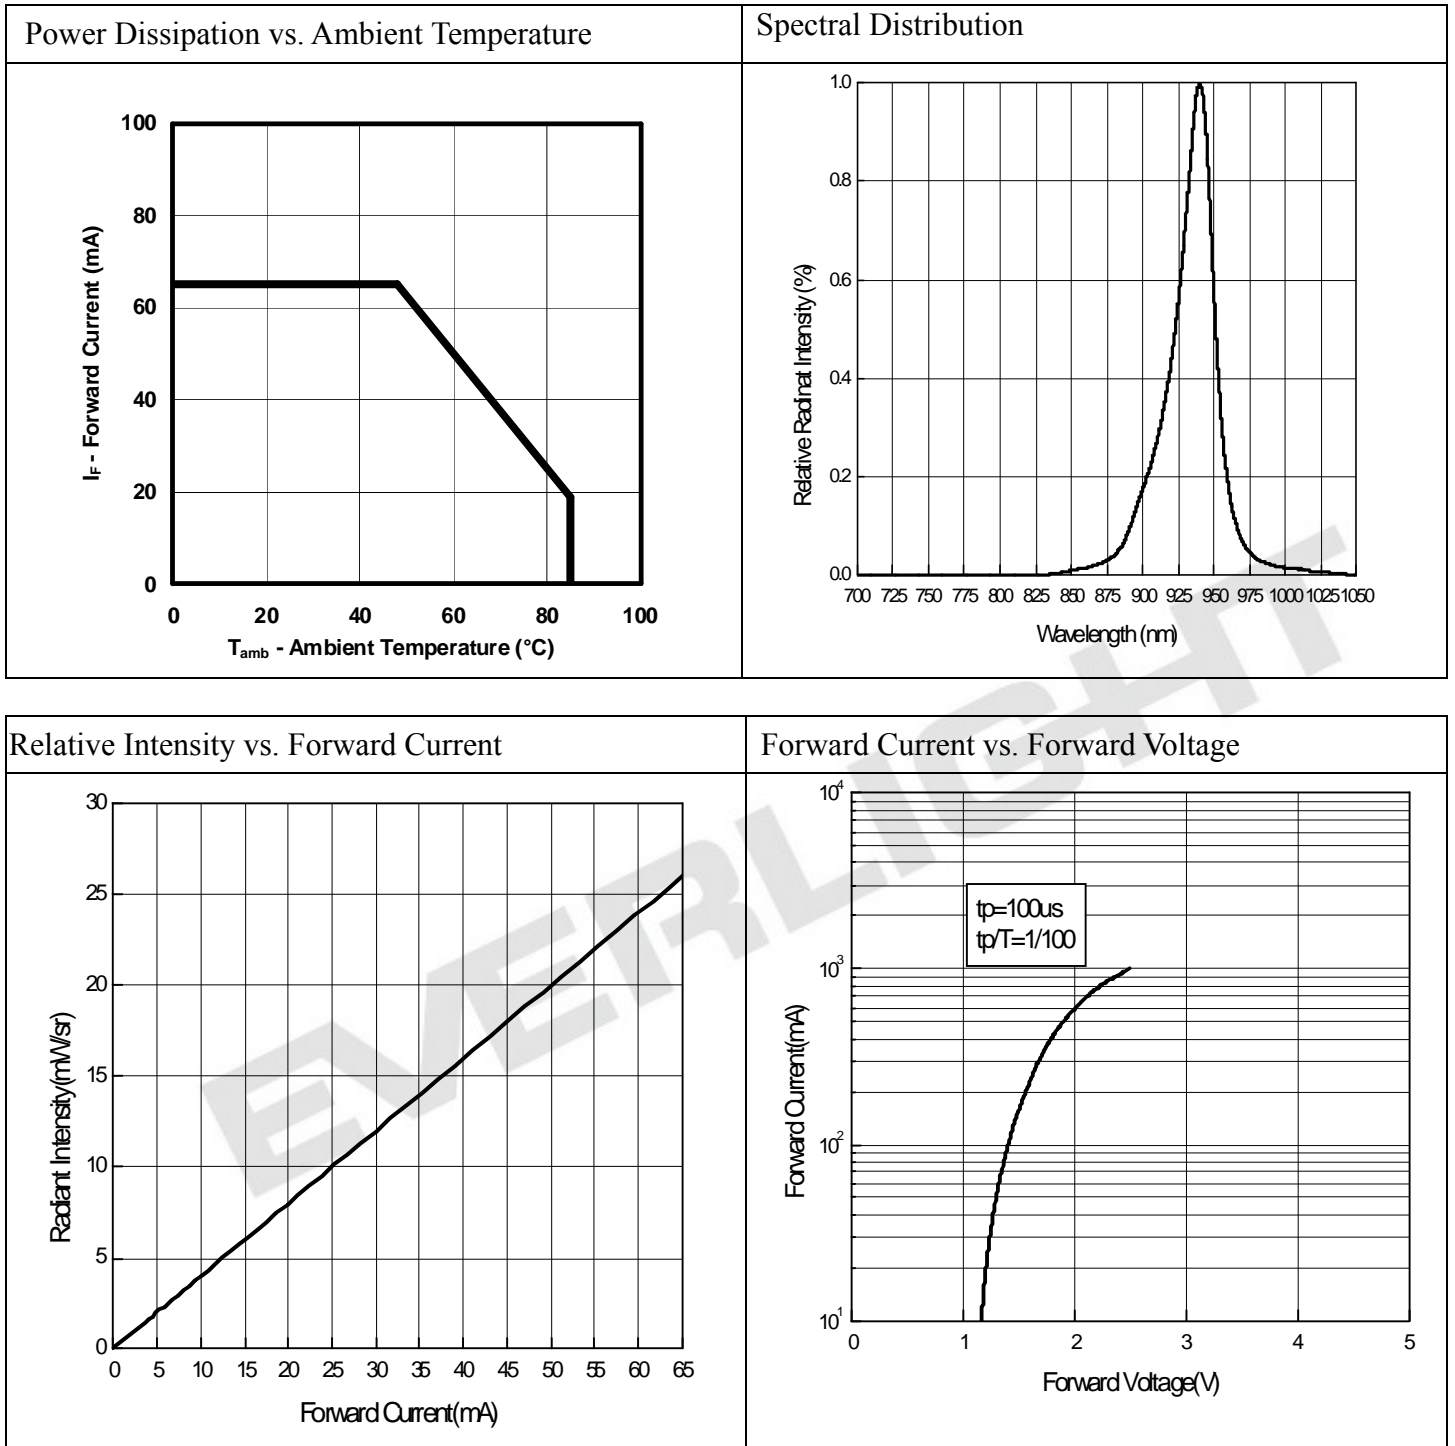 Power Dissipation vs. Ambient Temperature
100
80
60
40
20
0
0 20 40 60 80 100
I_F - Forward Current (mA)
T_amb - Ambient Temperature (°C)
Spectral Distribution
1.0
0.8
0.6
0.4
0.2
0.0
700 725 750 775 800 825 850 875 900 925 950 975 1000 1025 1050
Relative Radinat Intensity (%)
Wavelength (nm)
Relative Intensity vs. Forward Current
30
25
20
15
10
5
0
0 5 10 15 20 25 30 35 40 45 50 55 60 65
Radiant Intensity(mW/sr)
Forward Current(mA)
Forward Current vs. Forward Voltage
10^4
tp=100us
tp/T=1/100
10^3
10^2
10^1
0 1 2 3 4 5
Forward Current(mA)
Forward Voltage(V)
EVERLIGHT